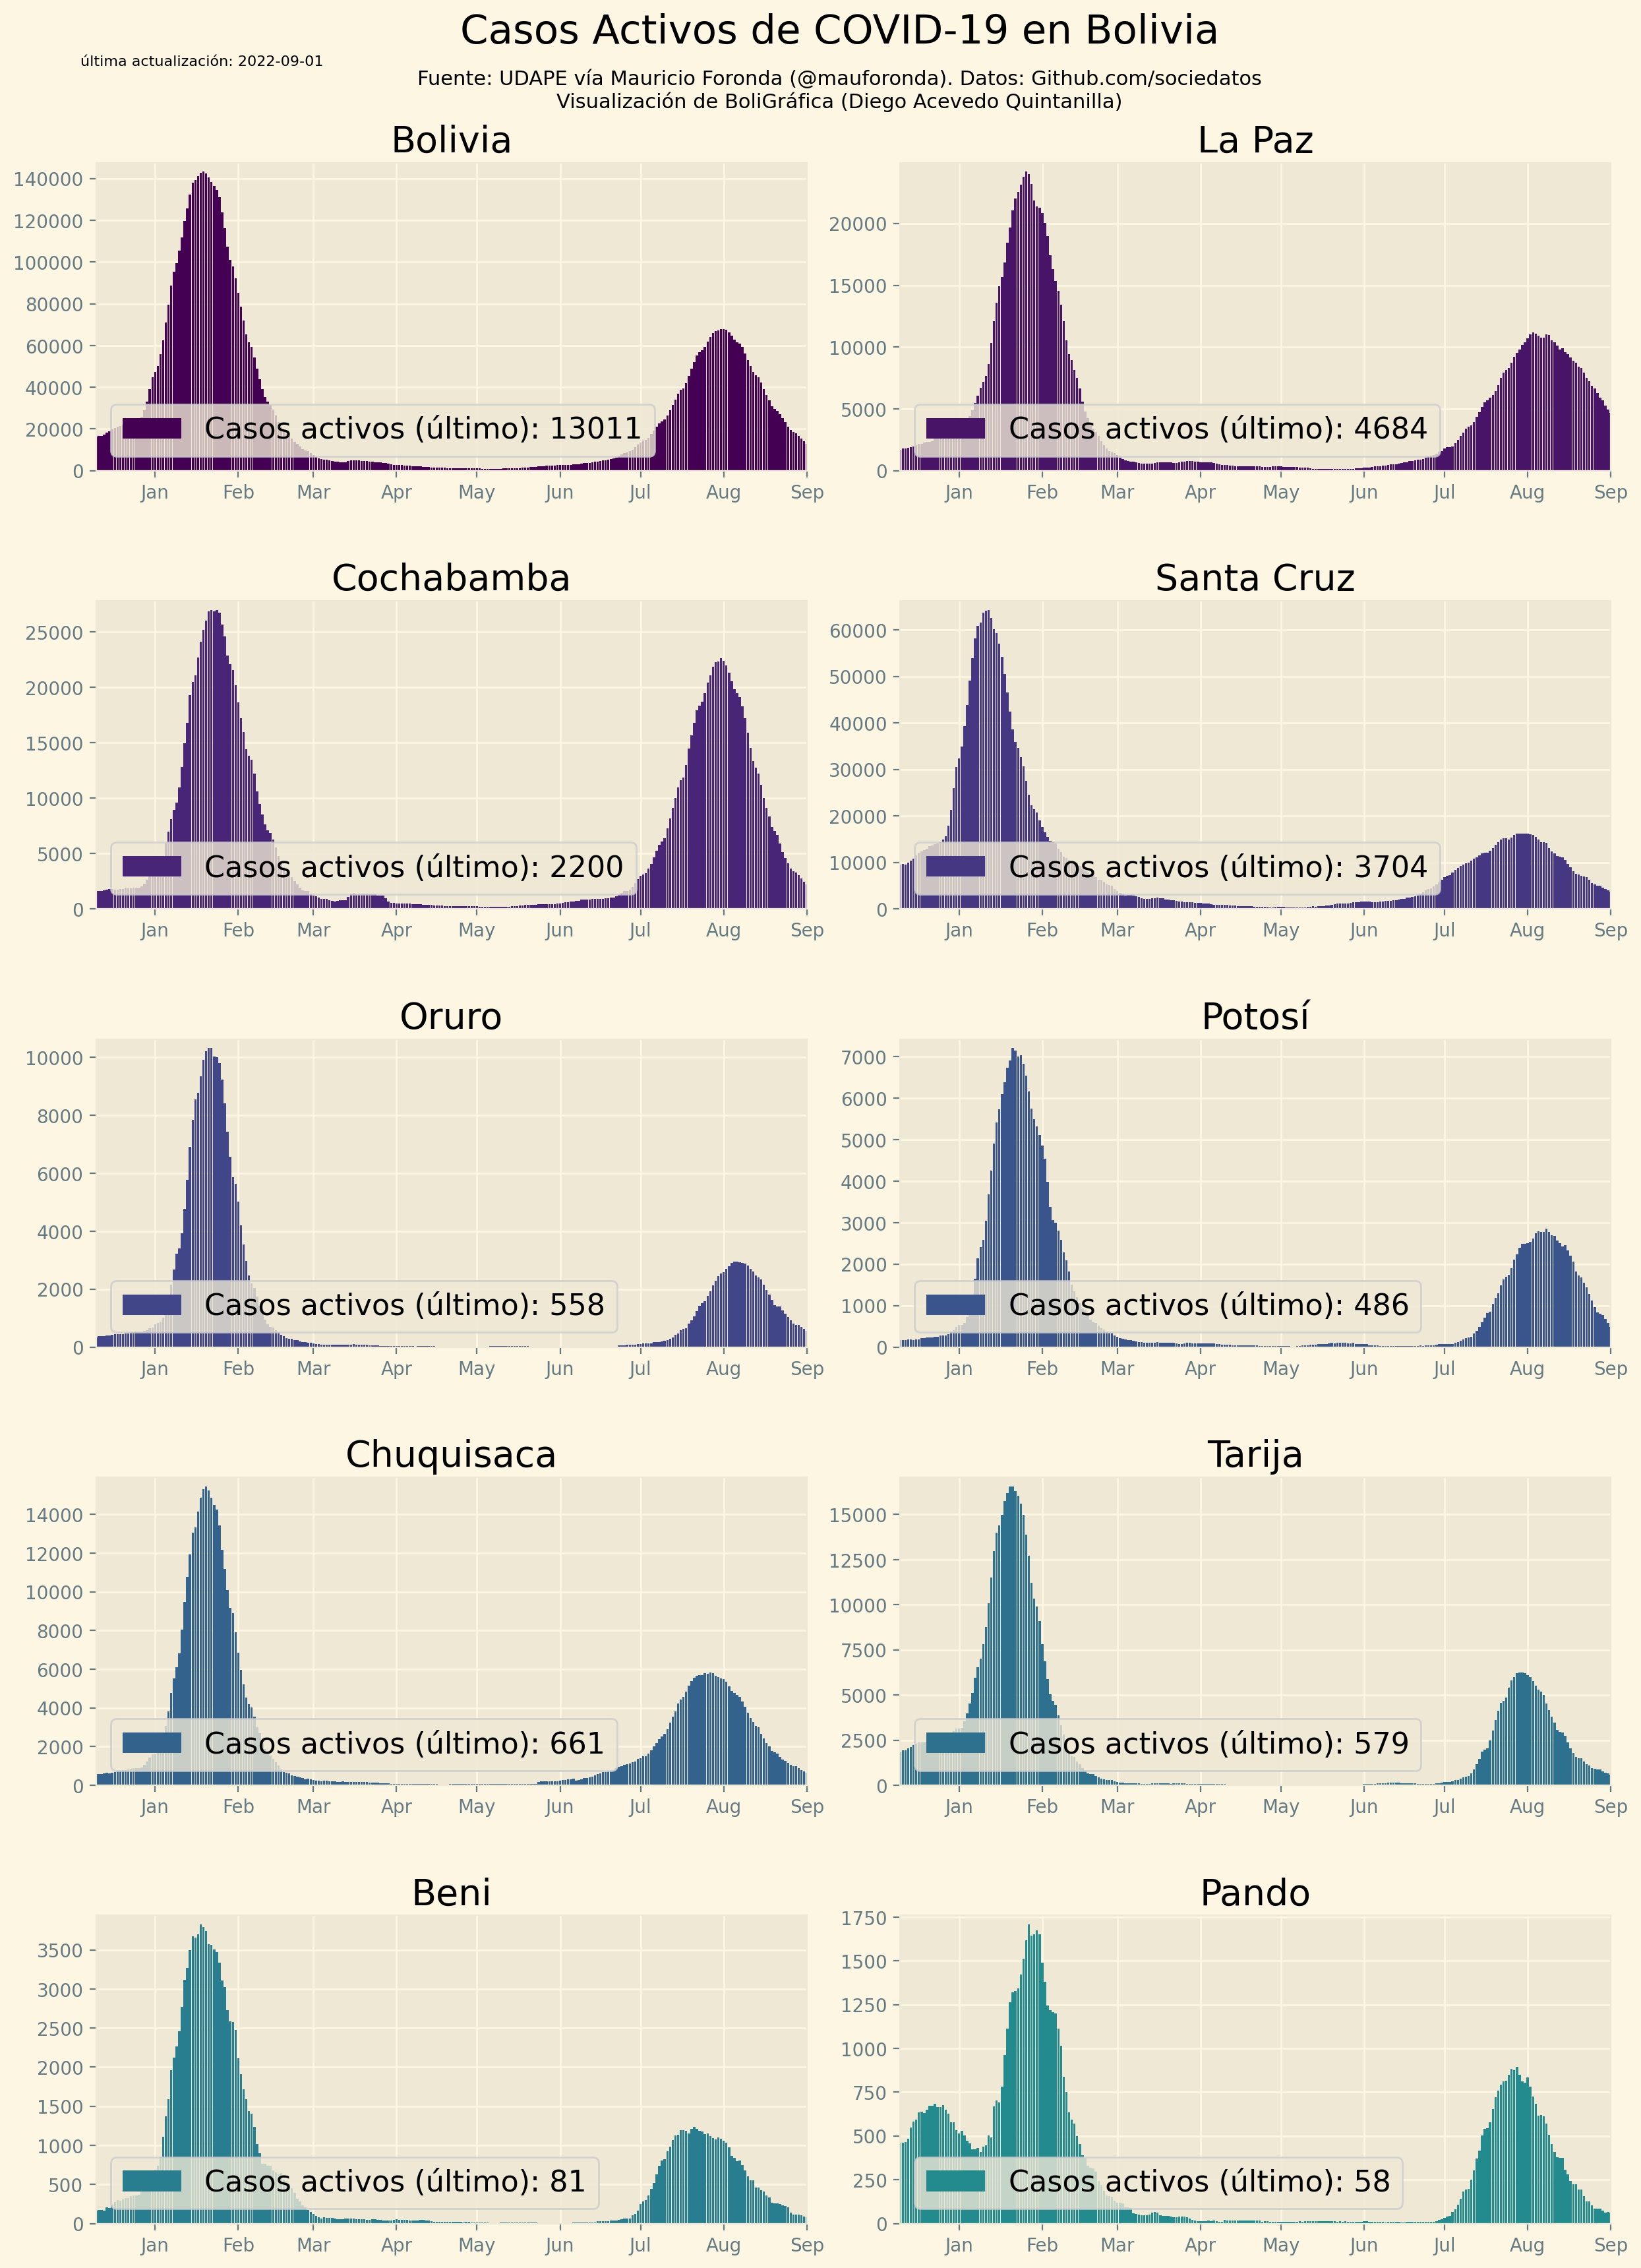 Casos Activos de COVID-19 en Bolivia
última actualización: 2022-09-01
Fuente: UDAPE vía Mauricio Foronda (@mauforonda). Datos: Github.com/sociedatos
Visualización de BoliGráfica (Diego Acevedo Quintanilla)
Bolivia
140000
120000
100000
80000
60000
40000
20000
0
Casos activos (último): 13011
Jan Feb Mar Apr May Jun Jul Aug Sep
La Paz
20000
15000
10000
5000
0
Casos activos (último): 4684
Jan Feb Mar Apr May Jun Jul Aug Sep
Cochabamba
25000
20000
15000
10000
5000
0
Casos activos (último): 2200
Jan Feb Mar Apr May Jun Jul Aug Sep
Santa Cruz
60000
50000
40000
30000
20000
10000
0
Casos activos (último): 3704
Jan Feb Mar Apr May Jun Jul Aug Sep
Oruro
10000
8000
6000
4000
2000
0
Casos activos (último): 558
Jan Feb Mar Apr May Jun Jul Aug Sep
Potosí
7000
6000
5000
4000
3000
2000
1000
0
Casos activos (último): 486
Jan Feb Mar Apr May Jun Jul Aug Sep
Chuquisaca
14000
12000
10000
8000
6000
4000
2000
0
Casos activos (último): 661
Jan Feb Mar Apr May Jun Jul Aug Sep
Tarija
15000
12500
10000
7500
5000
2500
0
Casos activos (último): 579
Jan Feb Mar Apr May Jun Jul Aug Sep
Beni
3500
3000
2500
2000
1500
1000
500
0
Casos activos (último): 81
Jan Feb Mar Apr May Jun Jul Aug Sep
Pando
1750
1500
1250
1000
750
500
250
0
Casos activos (último): 58
Jan Feb Mar Apr May Jun Jul Aug Sep